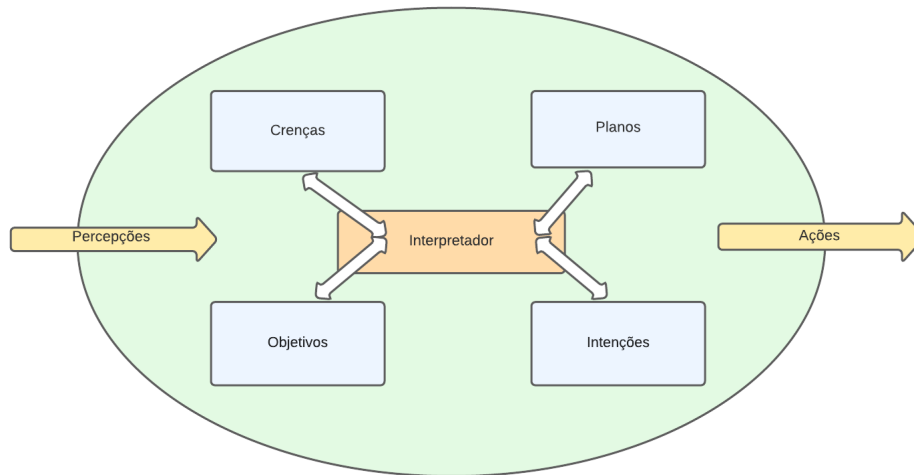 Crenças
Planos
Percepções
Interpretador
Ações
Objetivos
Intenções